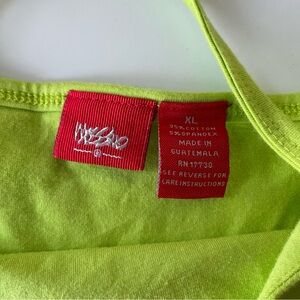 MOSSIMO
XL
95% COTTON
5% SPANDEX
MADE IN
GUATEMALA
RN 17730
SEE REVERSE FOR
CARE INSTRUCTIONS